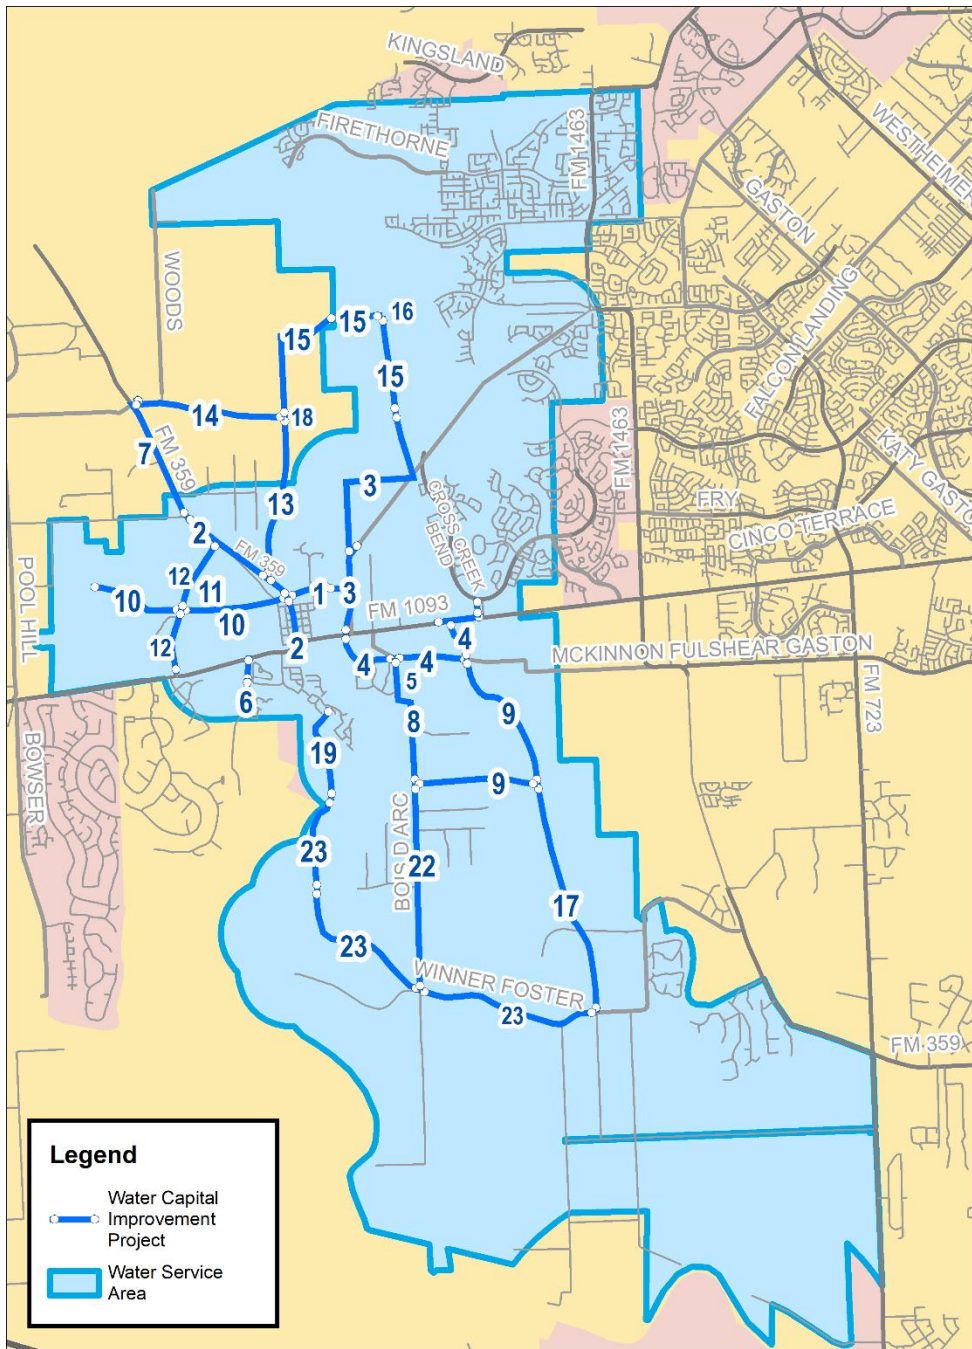 KINGSLAND
FIRETHORNE
FM 1463
WESTHEIMER
GASTON
WOODS
FALCON LANDING
15
15
16
15
14
18
7
FM 359
FM 1463
KATY GASTO
3
CROSS CREEK
BEND
FRY
13
CINCO TERRACE
2
FM 359
POOL HILL
12
11
10
10
1
3
FM 1093
2
12
4
4
4
MCKINNON FULSHEAR GASTON
5
6
FM 723
8
9
BOWSER
19
9
23
BOIS D ARC
22
17
23
WINNER FOSTER
23
FM 359
Legend
Water Capital
Improvement
Project
Water Service
Area